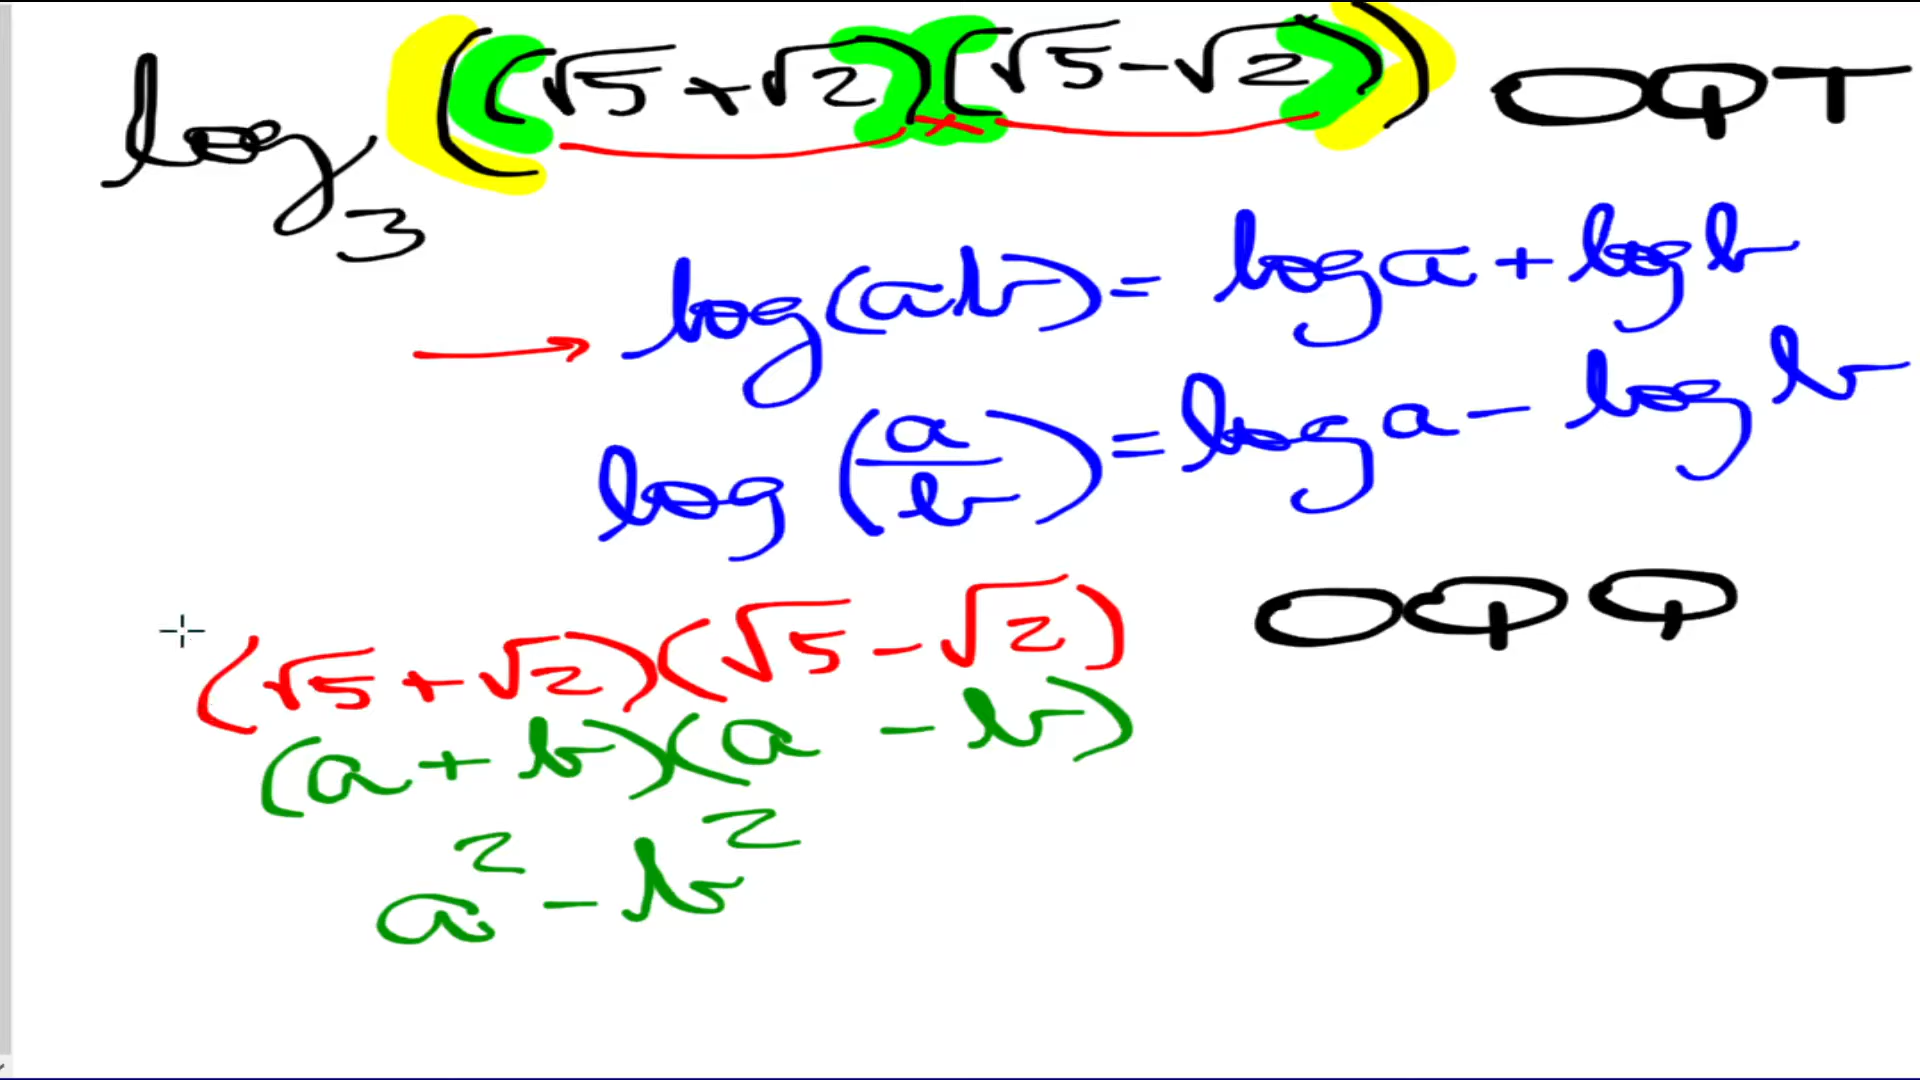 log₃((√5+√2)(√5-√2)) OQT
log(ab) = log a + log b
log(a/b) = log a - log b
OQQ
(√5+√2)(√5-√2)
(a+b)(a-b)
a²-b²